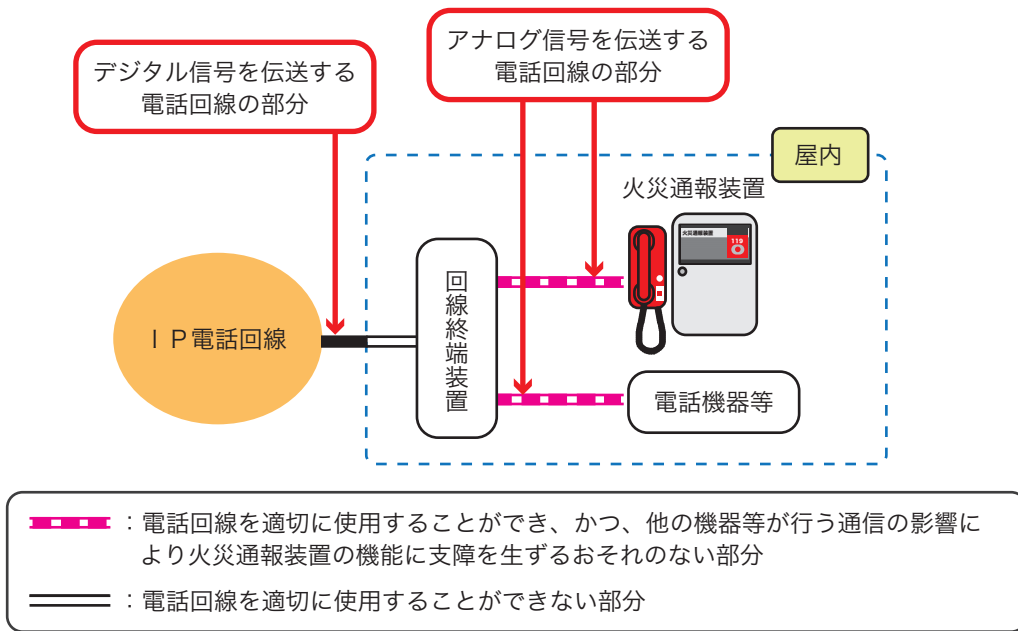 デジタル信号を伝送する
電話回線の部分
アナログ信号を伝送する
電話回線の部分
屋内
火災通報装置
火災通報装置
119
回線終端装置
ＩＰ電話回線
電話機器等
：電話回線を適切に使用することができ、かつ、他の機器等が行う通信の影響に
より火災通報装置の機能に支障を生ずるおそれのない部分
：電話回線を適切に使用することができない部分